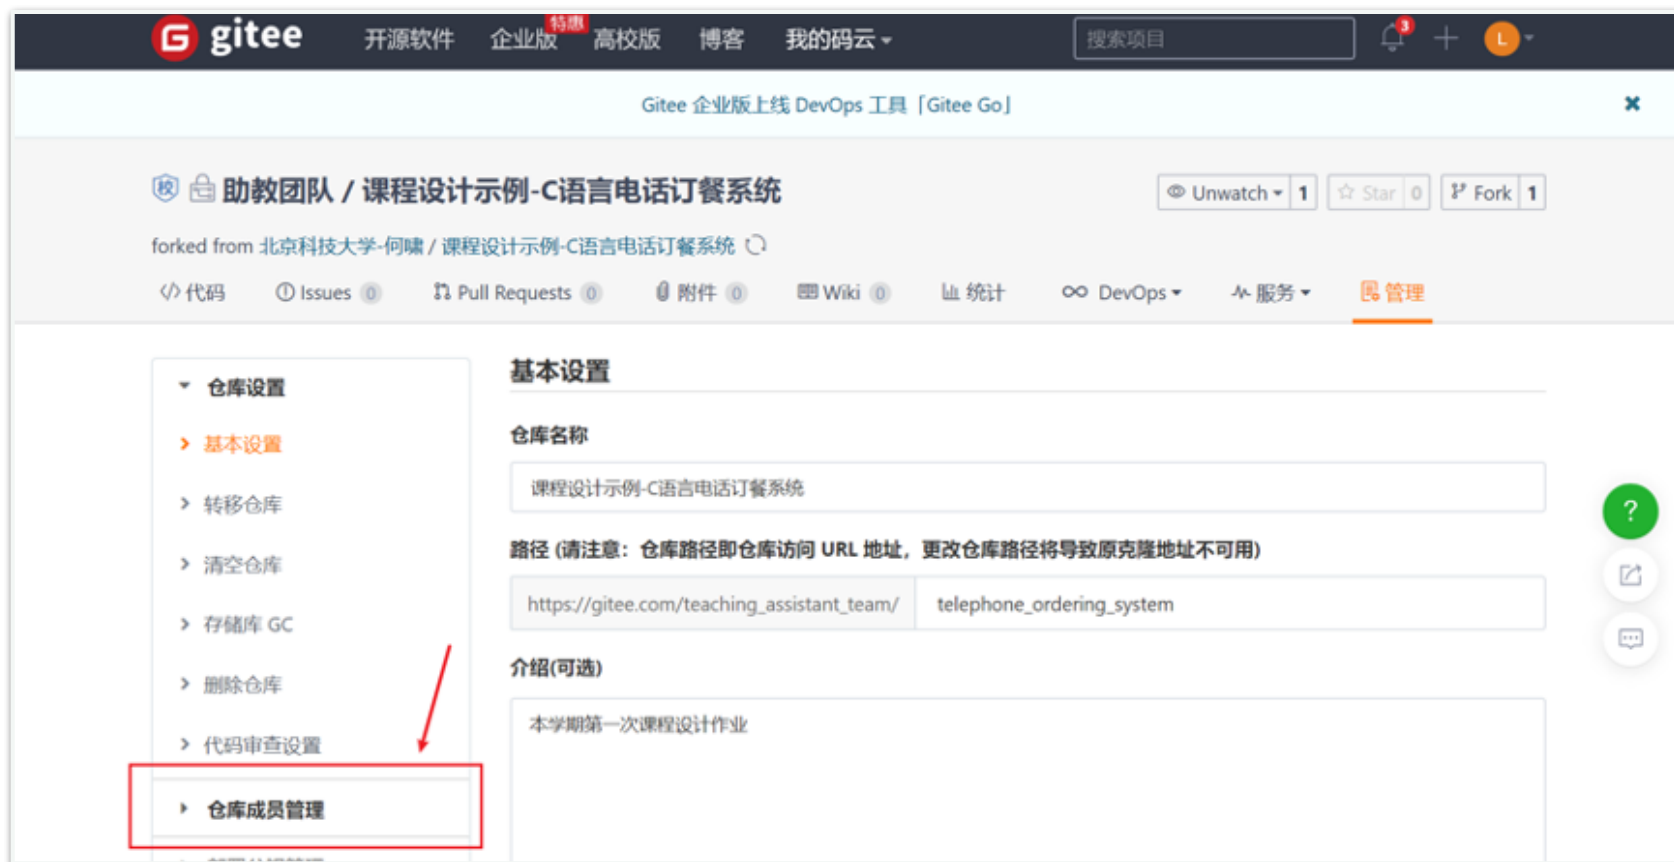 gitee 开源软件 企业版 特惠 高校版 博客 我的码云 搜索项目 3 L
Gitee 企业版上线 DevOps 工具「Gitee Go」
校 助教团队 / 课程设计示例-C语言电话订餐系统 Unwatch 1 Star 0 Fork 1
forked from 北京科技大学-何啸 / 课程设计示例-C语言电话订餐系统
代码 Issues 0 Pull Requests 0 附件 0 Wiki 0 统计 DevOps 服务 管理
仓库设置
基本设置
转移仓库
清空仓库
存储库 GC
删除仓库
代码审查设置
仓库成员管理
基本设置
仓库名称
课程设计示例-C语言电话订餐系统
路径 (请注意：仓库路径即仓库访问 URL 地址，更改仓库路径将导致原克隆地址不可用)
https://gitee.com/teaching_assistant_team/ telephone_ordering_system
介绍(可选)
本学期第一次课程设计作业
?